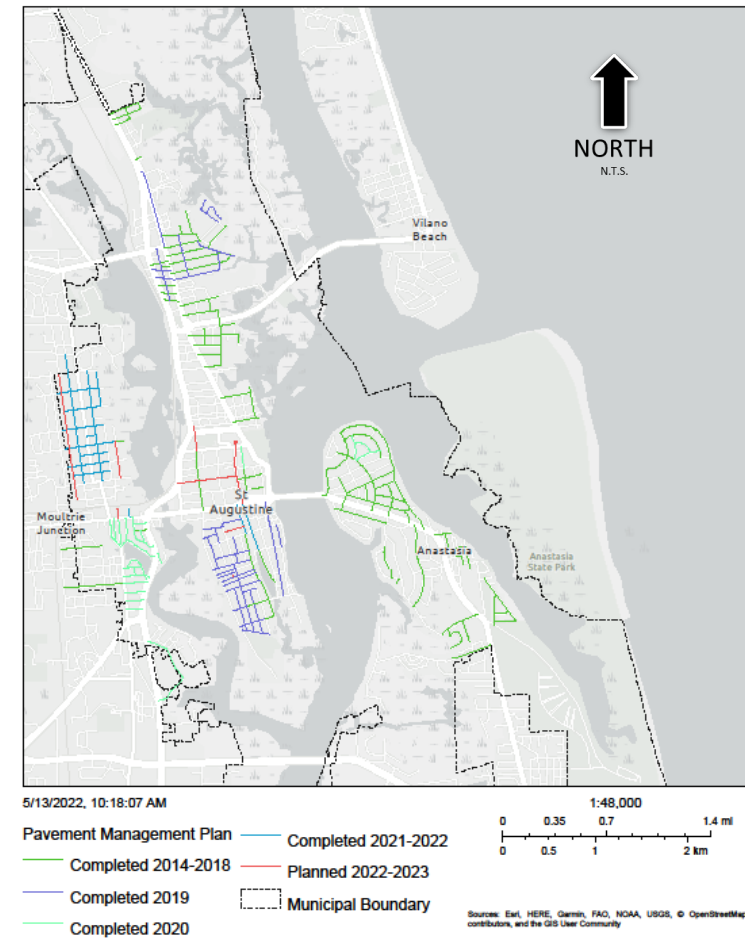 NORTH
N.T.S.
Vilano
Beach
St
Augustine
Moultrie
Junction
Anastasia
Anastasia
State Park
5/13/2022, 10:18:07 AM
1:48,000
0 0.35 0.7 1.4 mi
0 0.5 1 2 km
Pavement Management Plan
Completed 2014-2018
Completed 2019
Completed 2020
Completed 2021-2022
Planned 2022-2023
Municipal Boundary
Sources: Esri, HERE, Garmin, FAO, NOAA, USGS, © OpenStreetMap
contributors, and the GIS User Community